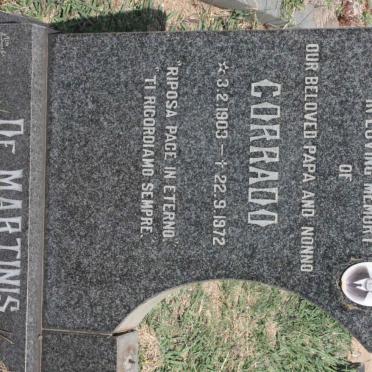 IN LOVING MEMORY
OF
OUR BELOVED PAPA AND NONNO
CORRADO
☆ 3.2.1903 — ✝ 22.9.1972
"RIPOSA PACE IN ETERNO.
"TI RICORDIAMO SEMPRE."
DE MARTINIS